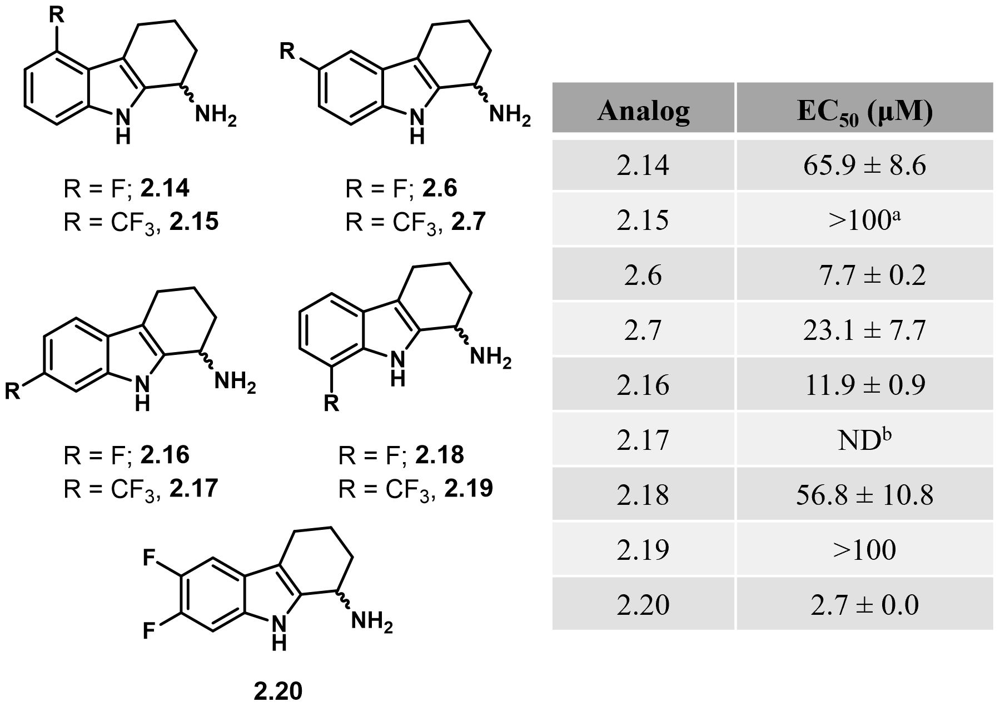 R
N
H
NH2
R = F; 2.14
R = CF3, 2.15
R
N
H
NH2
R = F; 2.6
R = CF3, 2.7
R
N
H
NH2
R = F; 2.16
R = CF3, 2.17
N
H
NH2
R
R = F; 2.18
R = CF3, 2.19
F
F
N
H
NH2
2.20
Analog EC50 (μM)
2.14 65.9 ± 8.6
2.15 >100a
2.6 7.7 ± 0.2
2.7 23.1 ± 7.7
2.16 11.9 ± 0.9
2.17 NDb
2.18 56.8 ± 10.8
2.19 >100
2.20 2.7 ± 0.0